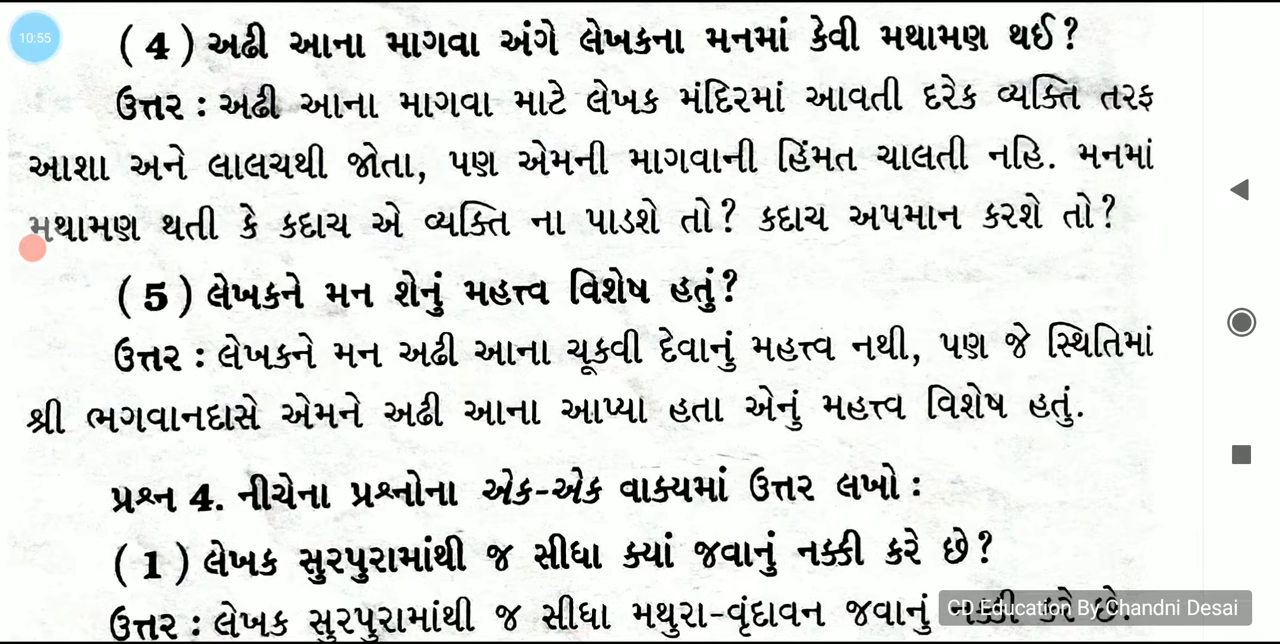 10:55
(4) અઢી આના માગવા અંગે લેખકના મનમાં કેવી મથામણ થઈ?
ઉત્તર : અઢી આના માગવા માટે લેખક મંદિરમાં આવતી દરેક વ્યક્તિ તરફ
આશા અને લાલચથી જોતા, પણ એમની માગવાની હિંમત ચાલતી નહિ. મનમાં
મથામણ થતી કે કદાચ એ વ્યક્તિ ના પાડશે તો? કદાચ અપમાન કરશે તો?
(5) લેખકને મન શેનું મહત્ત્વ વિશેષ હતું?
ઉત્તર : લેખકને મન અઢી આના ચૂકવી દેવાનું મહત્ત્વ નથી, પણ જે સ્થિતિમાં
શ્રી ભગવાનદાસે એમને અઢી આના આપ્યા હતા એનું મહત્ત્વ વિશેષ હતું.
પ્રશ્ન 4. નીચેના પ્રશ્નોના એક-એક વાક્યમાં ઉત્તર લખો :
(1) લેખક સુરપુરામાંથી જ સીધા ક્યાં જવાનું નક્કી કરે છે?
ઉત્તર : લેખક સુરપુરામાંથી જ સીધા મથુરા-વૃંદાવન જવાનું નક્કી કરે છે.
CD Education By Chandni Desai